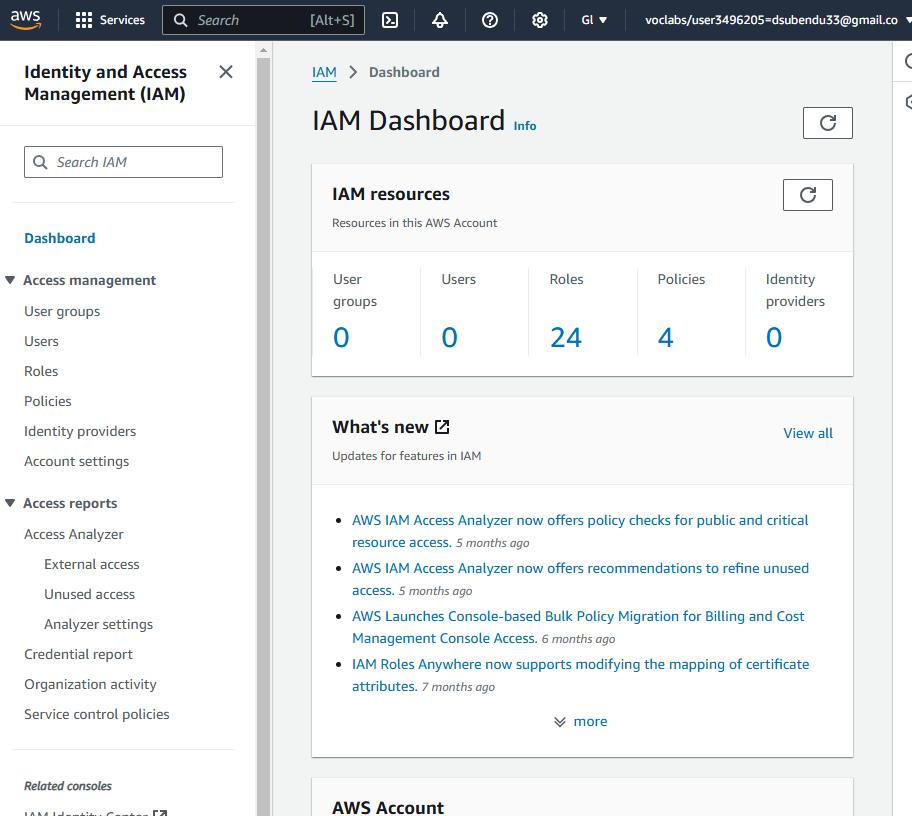 aws
Services
Search [Alt+S]
Gl
voclabs/user3496205=dsubendu33@gmail.co
Identity and Access
Management (IAM)
Search IAM
Dashboard
Access management
User groups
Users
Roles
Policies
Identity providers
Account settings
Access reports
Access Analyzer
External access
Unused access
Analyzer settings
Credential report
Organization activity
Service control policies
Related consoles
IAM Identity Center
IAM > Dashboard
IAM Dashboard Info
IAM resources
Resources in this AWS Account
User
groups
0
Users
0
Roles
24
Policies
4
Identity
providers
0
What's new
View all
Updates for features in IAM
• AWS IAM Access Analyzer now offers policy checks for public and critical
resource access. 5 months ago
• AWS IAM Access Analyzer now offers recommendations to refine unused
access. 5 months ago
• AWS Launches Console-based Bulk Policy Migration for Billing and Cost
Management Console Access. 6 months ago
• IAM Roles Anywhere now supports modifying the mapping of certificate
attributes. 7 months ago
more
AWS Account